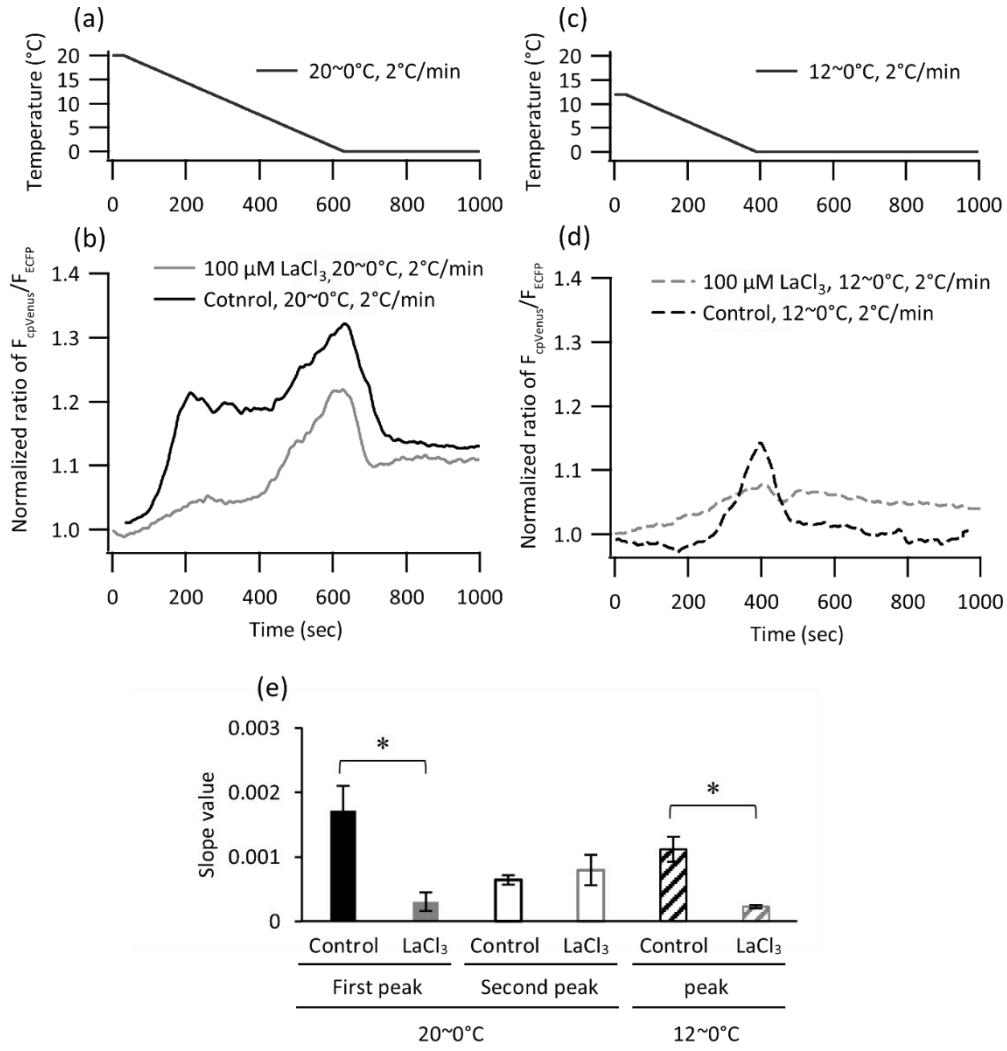 (a)
Temperature (°C)
20
15
10
5
0
20~0°C, 2°C/min
0 200 400 600 800 1000
(c)
Temperature (°C)
20
15
10
5
0
12~0°C, 2°C/min
0 200 400 600 800 1000
(b)
Normalized ratio of FcpVenus/FECFP
1.4
1.3
1.2
1.1
1.0
100 µM LaCl₃,20~0°C, 2°C/min
Cotnrol, 20~0°C, 2°C/min
0 200 400 600 800 1000
Time (sec)
(d)
Normalized ratio of FcpVenus/FECFP
1.4
1.3
1.2
1.1
1.0
100 µM LaCl₃, 12~0°C, 2°C/min
Control, 12~0°C, 2°C/min
0 200 400 600 800 1000
Time (sec)
(e)
Slope value
0.003
0.002
0.001
0
* *
Control LaCl₃ Control LaCl₃ Control LaCl₃
First peak Second peak peak
20~0°C 12~0°C